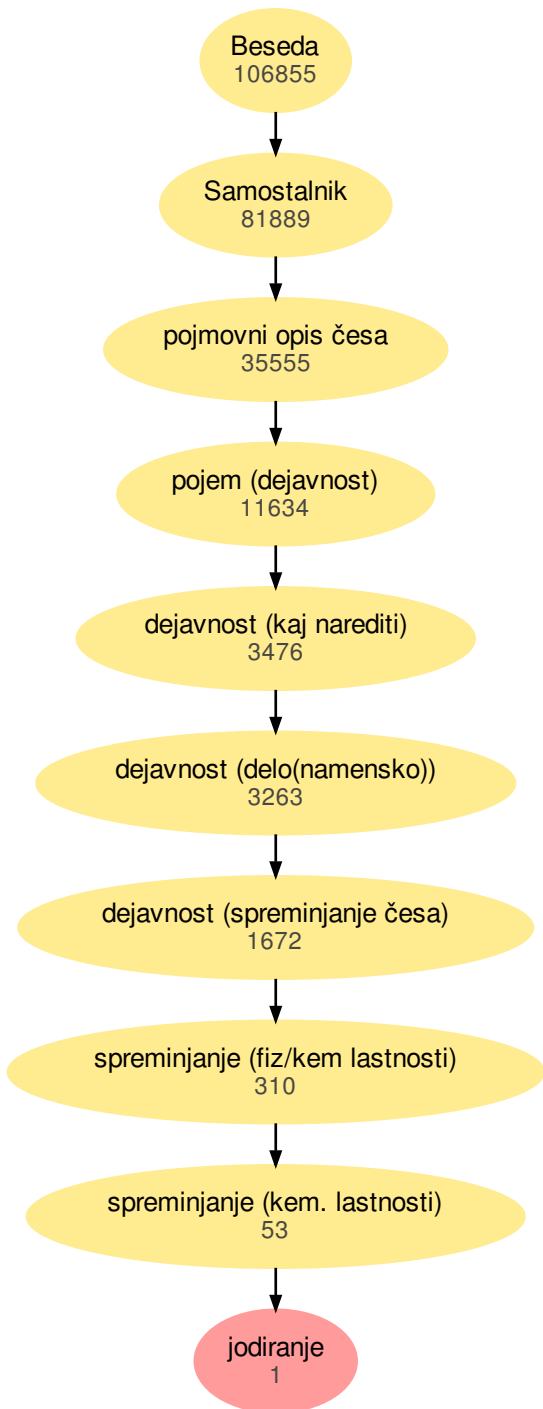 Beseda
106855
Samostalnik
81889
pojmovni opis česa
35555
pojem (dejavnost)
11634
dejavnost (kaj narediti)
3476
dejavnost (delo(namensko))
3263
dejavnost (spreminjanje česa)
1672
spreminjanje (fiz/kem lastnosti)
310
spreminjanje (kem. lastnosti)
53
jodiranje
1